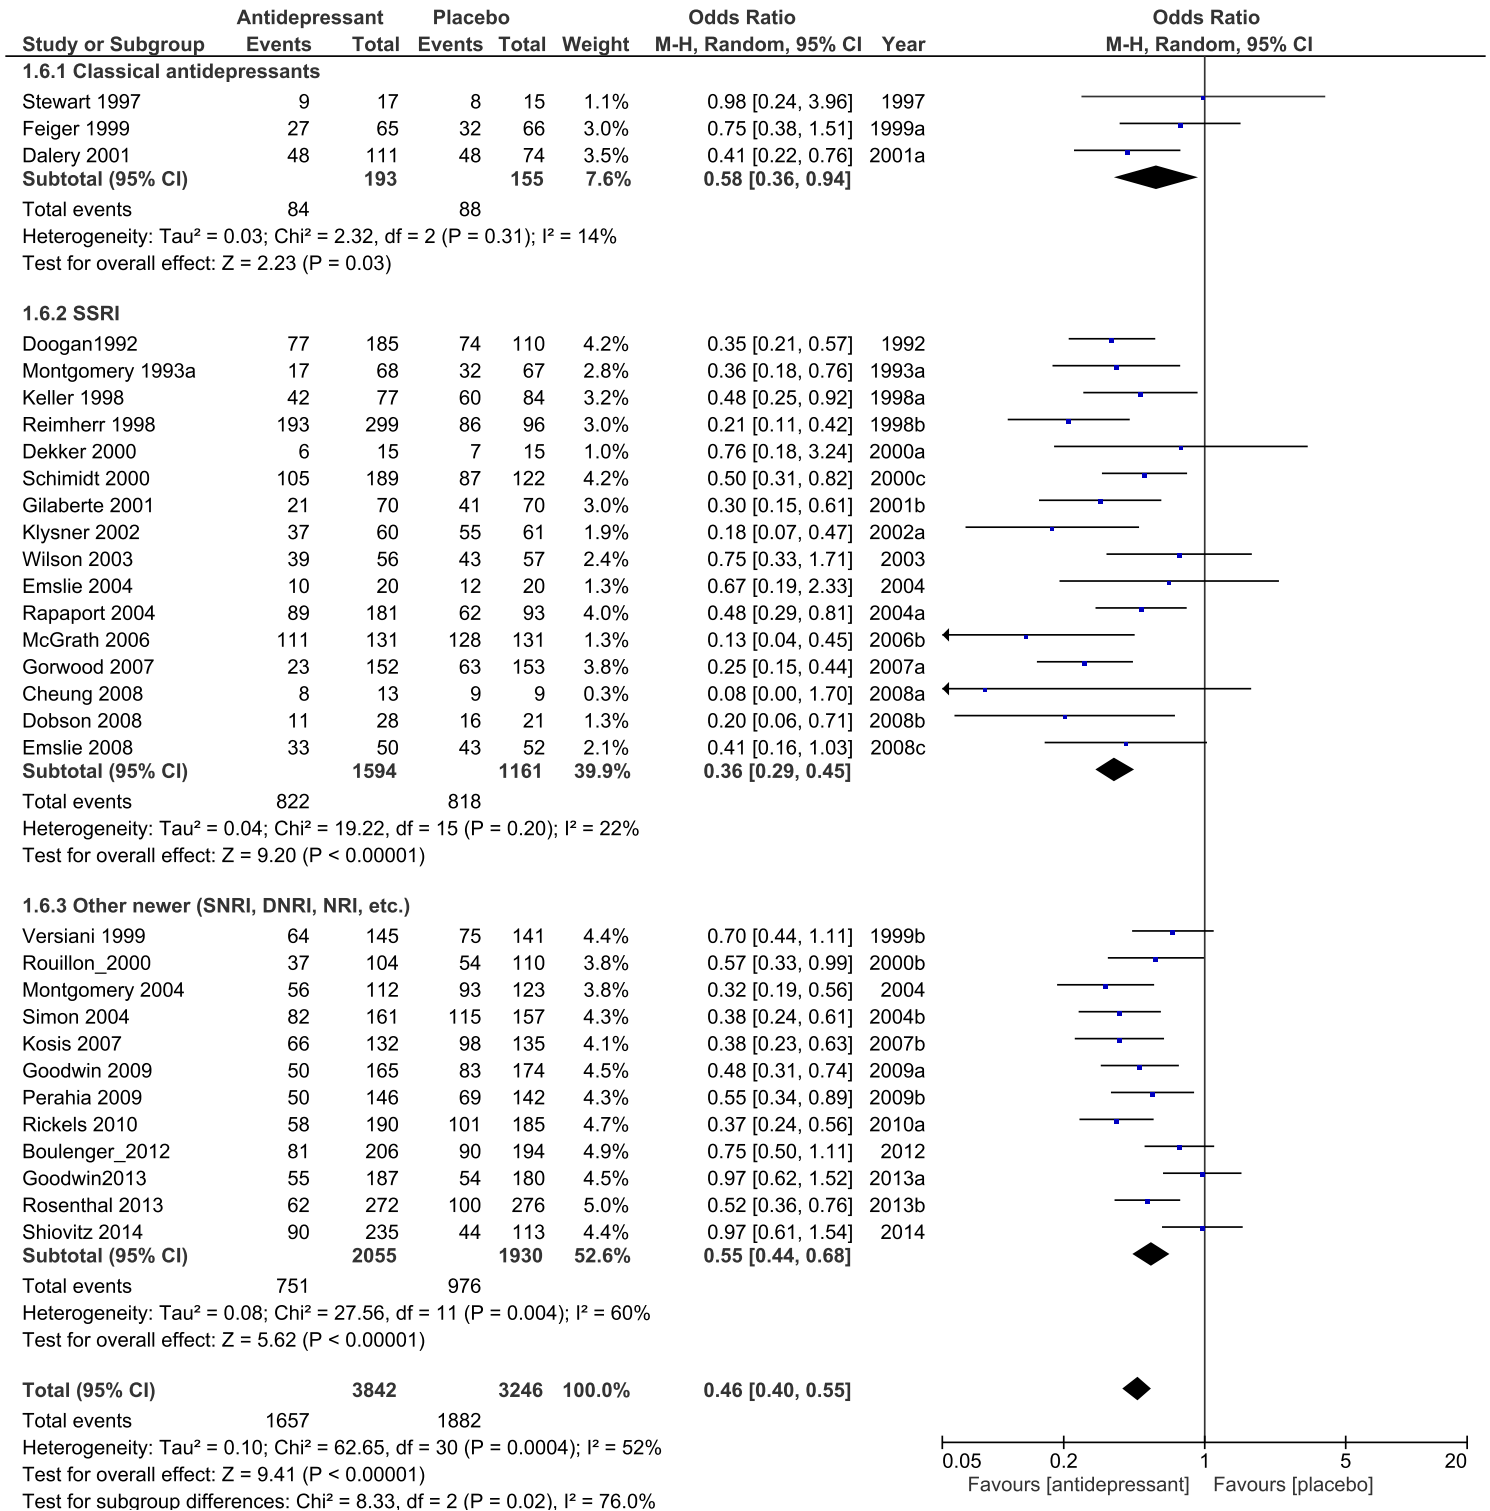 Antidepressant Placebo Odds Ratio Odds Ratio
Study or Subgroup Events Total Events Total Weight M-H, Random, 95% CI Year M-H, Random, 95% CI
1.6.1 Classical antidepressants
Stewart 1997 9 17 8 15 1.1% 0.98 [0.24, 3.96] 1997
Feiger 1999 27 65 32 66 3.0% 0.75 [0.38, 1.51] 1999a
Dalery 2001 48 111 48 74 3.5% 0.41 [0.22, 0.76] 2001a
Subtotal (95% CI) 193 155 7.6% 0.58 [0.36, 0.94]
Total events 84 88
Heterogeneity: Tau² = 0.03; Chi² = 2.32, df = 2 (P = 0.31); I² = 14%
Test for overall effect: Z = 2.23 (P = 0.03)
1.6.2 SSRI
Doogan1992 77 185 74 110 4.2% 0.35 [0.21, 0.57] 1992
Montgomery 1993a 17 68 32 67 2.8% 0.36 [0.18, 0.76] 1993a
Keller 1998 42 77 60 84 3.2% 0.48 [0.25, 0.92] 1998a
Reimherr 1998 193 299 86 96 3.0% 0.21 [0.11, 0.42] 1998b
Dekker 2000 6 15 7 15 1.0% 0.76 [0.18, 3.24] 2000a
Schimidt 2000 105 189 87 122 4.2% 0.50 [0.31, 0.82] 2000c
Gilaberte 2001 21 70 41 70 3.0% 0.30 [0.15, 0.61] 2001b
Klysner 2002 37 60 55 61 1.9% 0.18 [0.07, 0.47] 2002a
Wilson 2003 39 56 43 57 2.4% 0.75 [0.33, 1.71] 2003
Emslie 2004 10 20 12 20 1.3% 0.67 [0.19, 2.33] 2004
Rapaport 2004 89 181 62 93 4.0% 0.48 [0.29, 0.81] 2004a
McGrath 2006 111 131 128 131 1.3% 0.13 [0.04, 0.45] 2006b
Gorwood 2007 23 152 63 153 3.8% 0.25 [0.15, 0.44] 2007a
Cheung 2008 8 13 9 9 0.3% 0.08 [0.00, 1.70] 2008a
Dobson 2008 11 28 16 21 1.3% 0.20 [0.06, 0.71] 2008b
Emslie 2008 33 50 43 52 2.1% 0.41 [0.16, 1.03] 2008c
Subtotal (95% CI) 1594 1161 39.9% 0.36 [0.29, 0.45]
Total events 822 818
Heterogeneity: Tau² = 0.04; Chi² = 19.22, df = 15 (P = 0.20); I² = 22%
Test for overall effect: Z = 9.20 (P < 0.00001)
1.6.3 Other newer (SNRI, DNRI, NRI, etc.)
Versiani 1999 64 145 75 141 4.4% 0.70 [0.44, 1.11] 1999b
Rouillon_2000 37 104 54 110 3.8% 0.57 [0.33, 0.99] 2000b
Montgomery 2004 56 112 93 123 3.8% 0.32 [0.19, 0.56] 2004
Simon 2004 82 161 115 157 4.3% 0.38 [0.24, 0.61] 2004b
Kosis 2007 66 132 98 135 4.1% 0.38 [0.23, 0.63] 2007b
Goodwin 2009 50 165 83 174 4.5% 0.48 [0.31, 0.74] 2009a
Perahia 2009 50 146 69 142 4.3% 0.55 [0.34, 0.89] 2009b
Rickels 2010 58 190 101 185 4.7% 0.37 [0.24, 0.56] 2010a
Boulenger_2012 81 206 90 194 4.9% 0.75 [0.50, 1.11] 2012
Goodwin2013 55 187 54 180 4.5% 0.97 [0.62, 1.52] 2013a
Rosenthal 2013 62 272 100 276 5.0% 0.52 [0.36, 0.76] 2013b
Shiovitz 2014 90 235 44 113 4.4% 0.97 [0.61, 1.54] 2014
Subtotal (95% CI) 2055 1930 52.6% 0.55 [0.44, 0.68]
Total events 751 976
Heterogeneity: Tau² = 0.08; Chi² = 27.56, df = 11 (P = 0.004); I² = 60%
Test for overall effect: Z = 5.62 (P < 0.00001)
Total (95% CI) 3842 3246 100.0% 0.46 [0.40, 0.55]
Total events 1657 1882
Heterogeneity: Tau² = 0.10; Chi² = 62.65, df = 30 (P = 0.0004); I² = 52%
Test for overall effect: Z = 9.41 (P < 0.00001)
Test for subgroup differences: Chi² = 8.33, df = 2 (P = 0.02), I² = 76.0%
0.05 0.2 1 5 20
Favours [antidepressant] Favours [placebo]